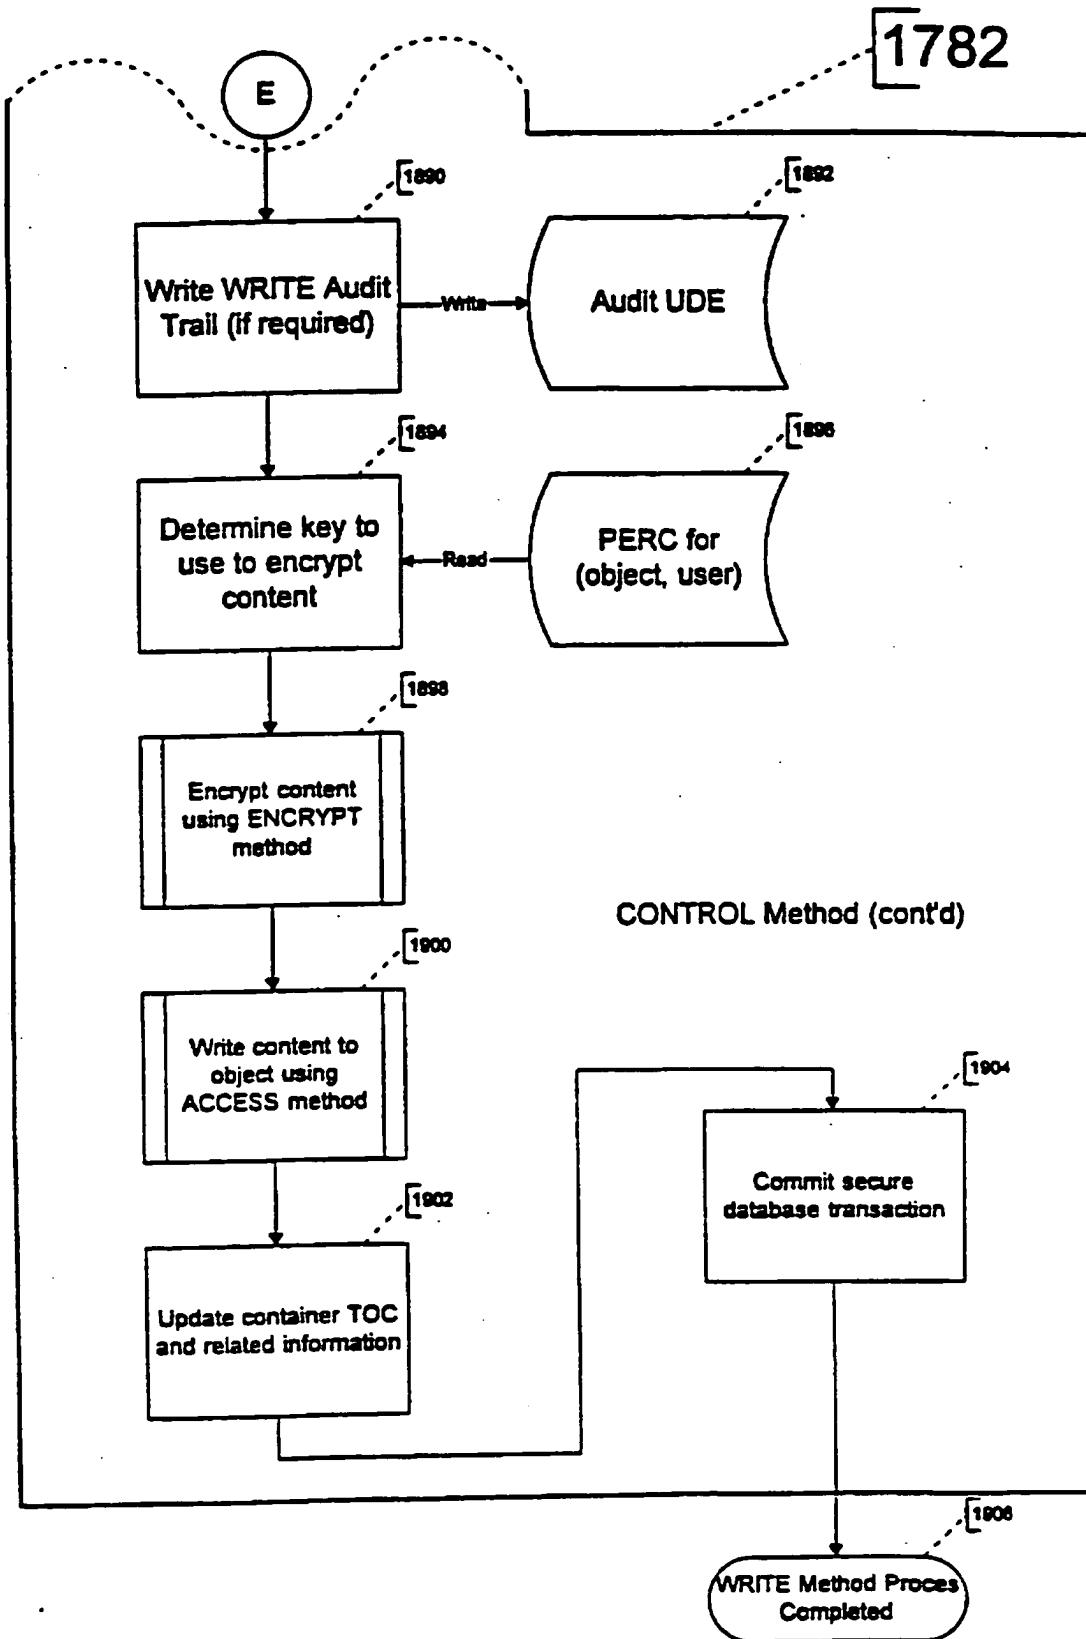 1782
E
1890
1892
Write WRITE Audit
Trail (if required)
Write
Audit UDE
1894
1896
Determine key to
use to encrypt
content
Read
PERC for
(object, user)
1898
Encrypt content
using ENCRYPT
method
CONTROL Method (cont'd)
1900
Write content to
object using
ACCESS method
1904
Commit secure
database transaction
1902
Update container TOC
and related information
1906
WRITE Method Proces
Completed